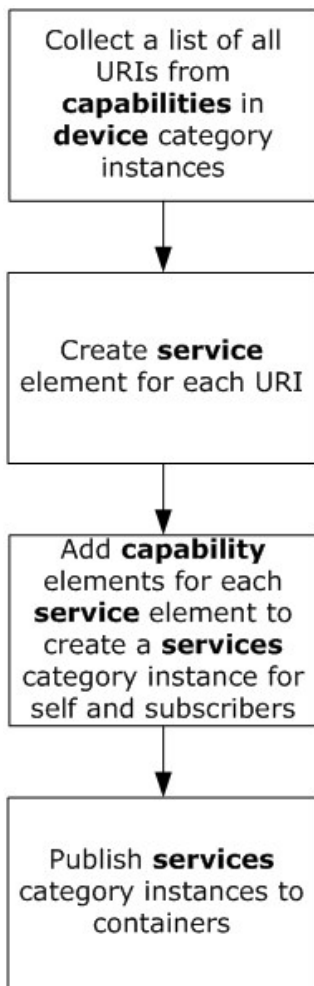 Collect a list of all
URIs from
capabilities in
device category
instances
Create service
element for each URI
Add capability
elements for each
service element to
create a services
category instance for
self and subscribers
Publish services
category instances to
containers